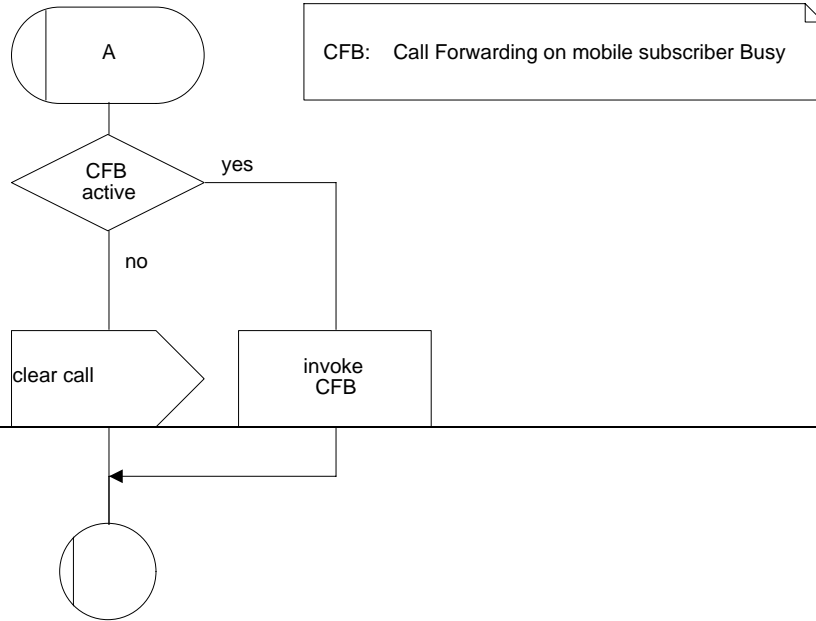 A
CFB: Call Forwarding on mobile subscriber Busy
CFB
active
yes
no
clear call
invoke
CFB